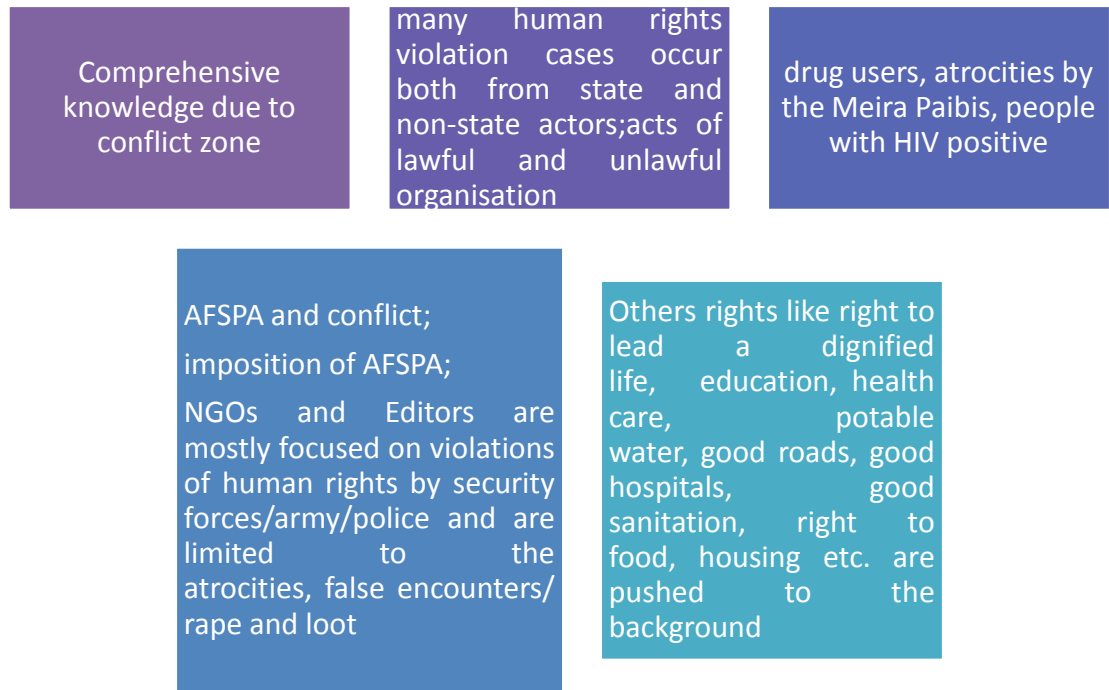 Comprehensive
knowledge due to
conflict zone
many human rights
violation cases occur
both from state and
non-state actors;acts of
lawful and unlawful
organisation
drug users, atrocities by
the Meira Paibis, people
with HIV positive
AFSPA and conflict;
imposition of AFSPA;
NGOs and Editors are
mostly focused on violations
of human rights by security
forces/army/police and are
limited to the
atrocities, false encounters/
rape and loot
Others rights like right to
lead a dignified
life, education, health
care, potable
water, good roads, good
hospitals, good
sanitation, right to
food, housing etc. are
pushed to the
background